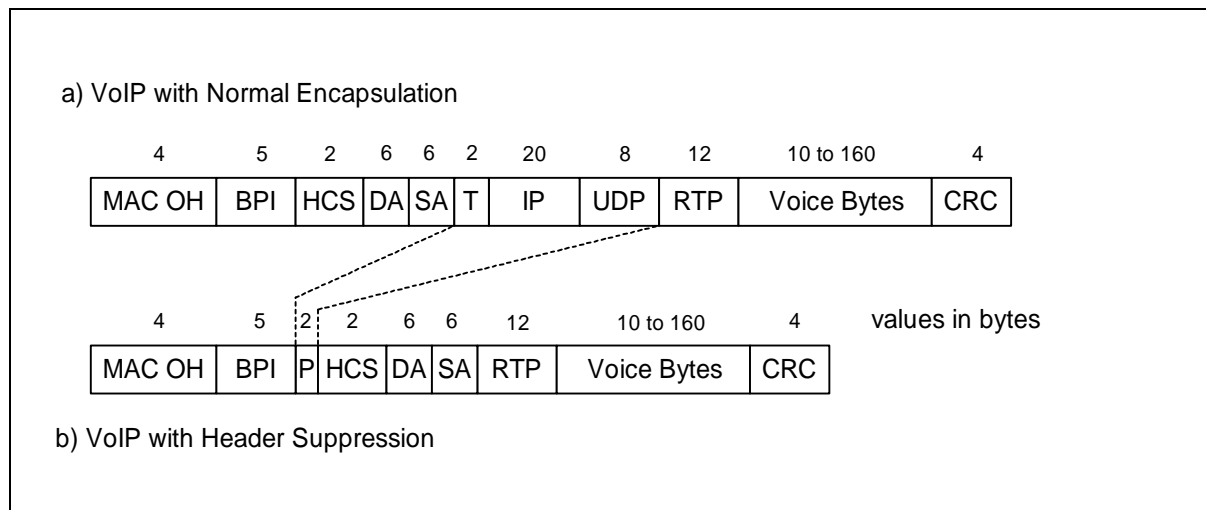 a) VoIP with Normal Encapsulation
4 5 2 6 6 2 20 8 12 10 to 160 4
MAC OH BPI HCS DA SA T IP UDP RTP Voice Bytes CRC
4 5 2 2 6 6 12 10 to 160 4 values in bytes
MAC OH BPI P HCS DA SA RTP Voice Bytes CRC
b) VoIP with Header Suppression